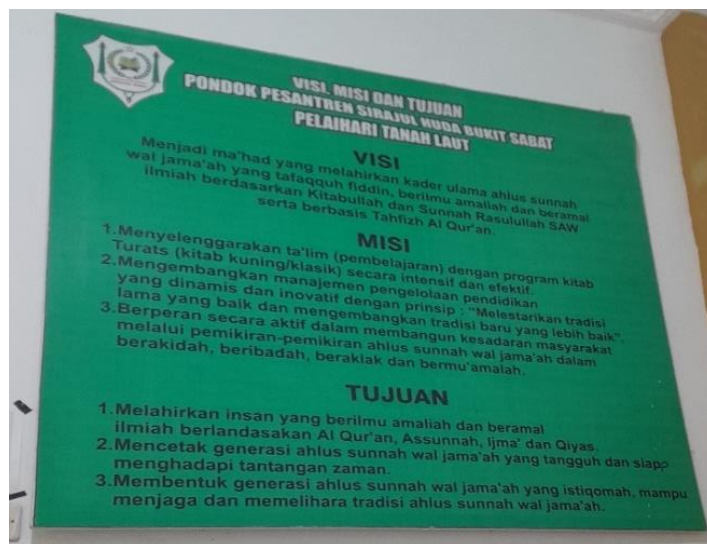 VISI, MISI DAN TUJUAN
PONDOK PESANTREN SIRAJUL HUDA BUKIT SABAT
PELAIHARI TANAH LAUT
VISI
Menjadi ma'had yang melahirkan kader ulama ahlus sunnah
wal jama'ah yang tafaqquh fiddin, berilmu amaliah dan beramal
ilmiah berdasarkan Kitabullah dan Sunnah Rasulullah SAW
serta berbasis Tahfizh Al Qur'an.
MISI
1.Menyelenggarakan ta'lim (pembelajaran) dengan program kitab
Turats (kitab kuning/klasik) secara intensif dan efektif.
2.Mengembangkan manajemen pengelolaan pendidikan
yang dinamis dan inovatif dengan prinsip : "Melestarikan tradisi
lama yang baik dan mengembangkan tradisi baru yang lebih baik".
3.Berperan secara aktif dalam membangun kesadaran masyarakat
melalui pemikiran-pemikiran ahlus sunnah wal jama'ah dalam
berakidah, beribadah, beraklak dan bermu'amalah.
TUJUAN
1.Melahirkan insan yang berilmu amaliah dan beramal
ilmiah berlandasakan Al Qur'an, Assunnah, Ijma' dan Qiyas.
2.Mencetak generasi ahlus sunnah wal jama'ah yang tangguh dan siapp
menghadapi tantangan zaman.
3.Membentuk generasi ahlus sunnah wal jama'ah yang istiqomah, mampu
menjaga dan memelihara tradisi ahlus sunnah wal jama'ah.